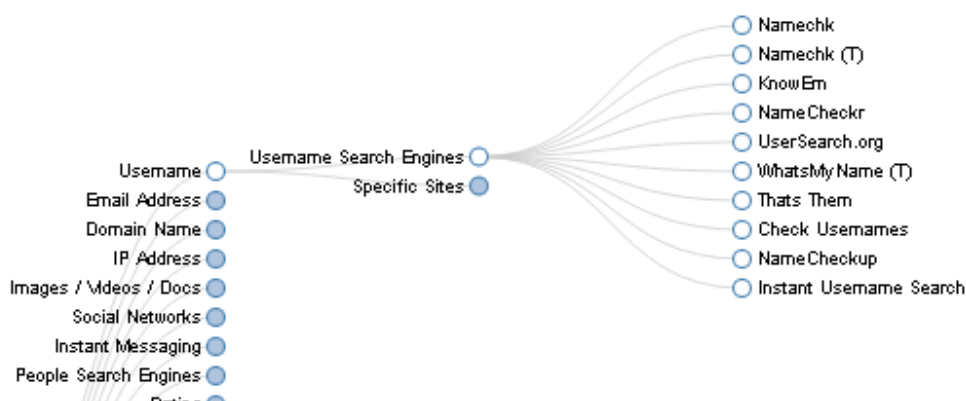 Username
Email Address
Domain Name
IP Address
Images / Videos / Docs
Social Networks
Instant Messaging
People Search Engines
Dating
Username Search Engines
Specific Sites
Namechk
Namechk (T)
KnowEm
NameCheckr
UserSearch.org
WhatsMyName (T)
Thats Them
Check Usernames
NameCheckup
Instant Username Search